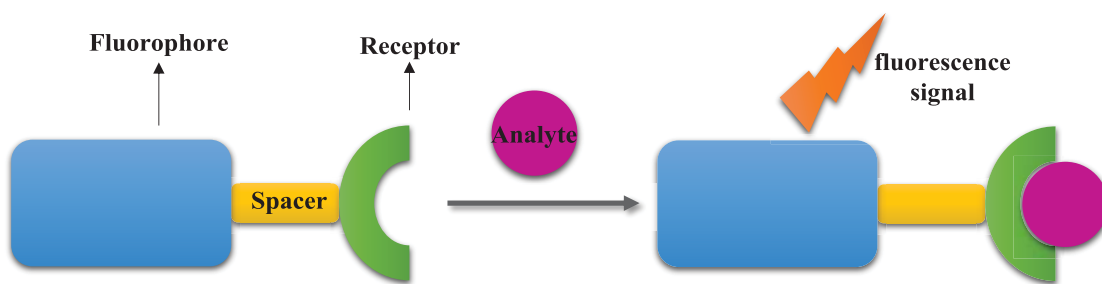 Fluorophore
Receptor
Spacer
Analyte
fluorescence
signal